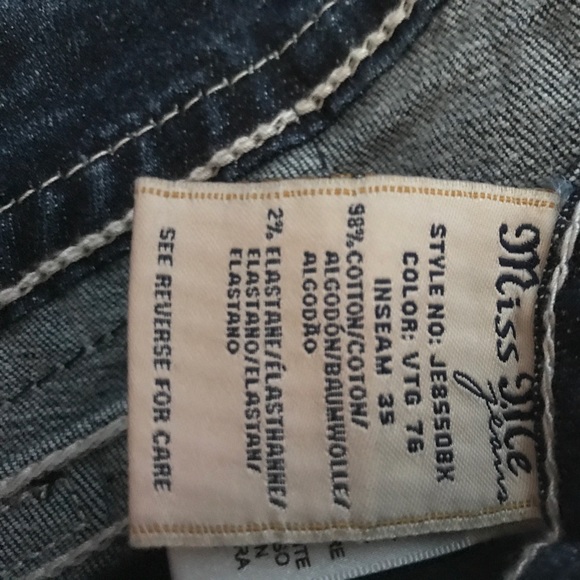 Miss Me
Jeans
STYLE NO: JE8550BX
COLOR: VTG 76
INSEAM 35
98% COTTON/COTON/
ALGODÓN/BAUMWOLLE/
ALGODÃO
2% ELASTANE/ÉLASTHANNE/
ELASTANO/ELASTAN/
ELASTANO
SEE REVERSE FOR CARE